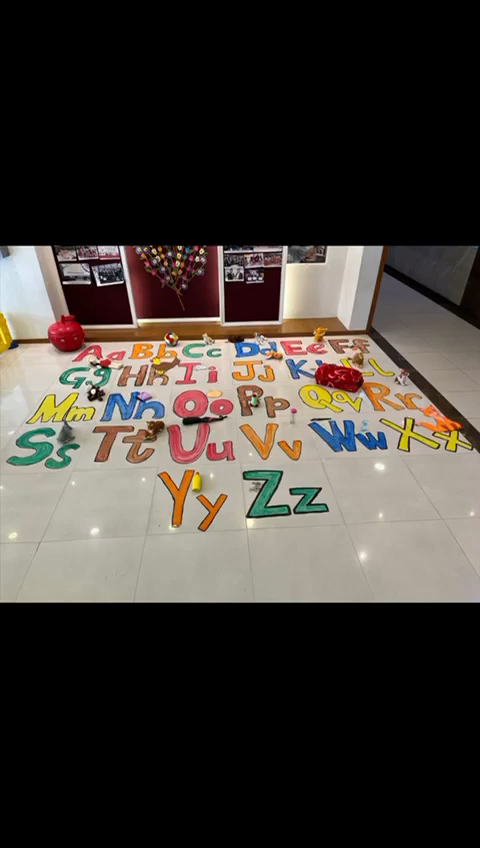 Aa Bb Cc Dd Ee Ff
Gg Hh Ii Jj Kk Ll
Mm Nn Oo Pp Qq Rr
Ss Tt Uu Vv Ww Xx
Yy Zz